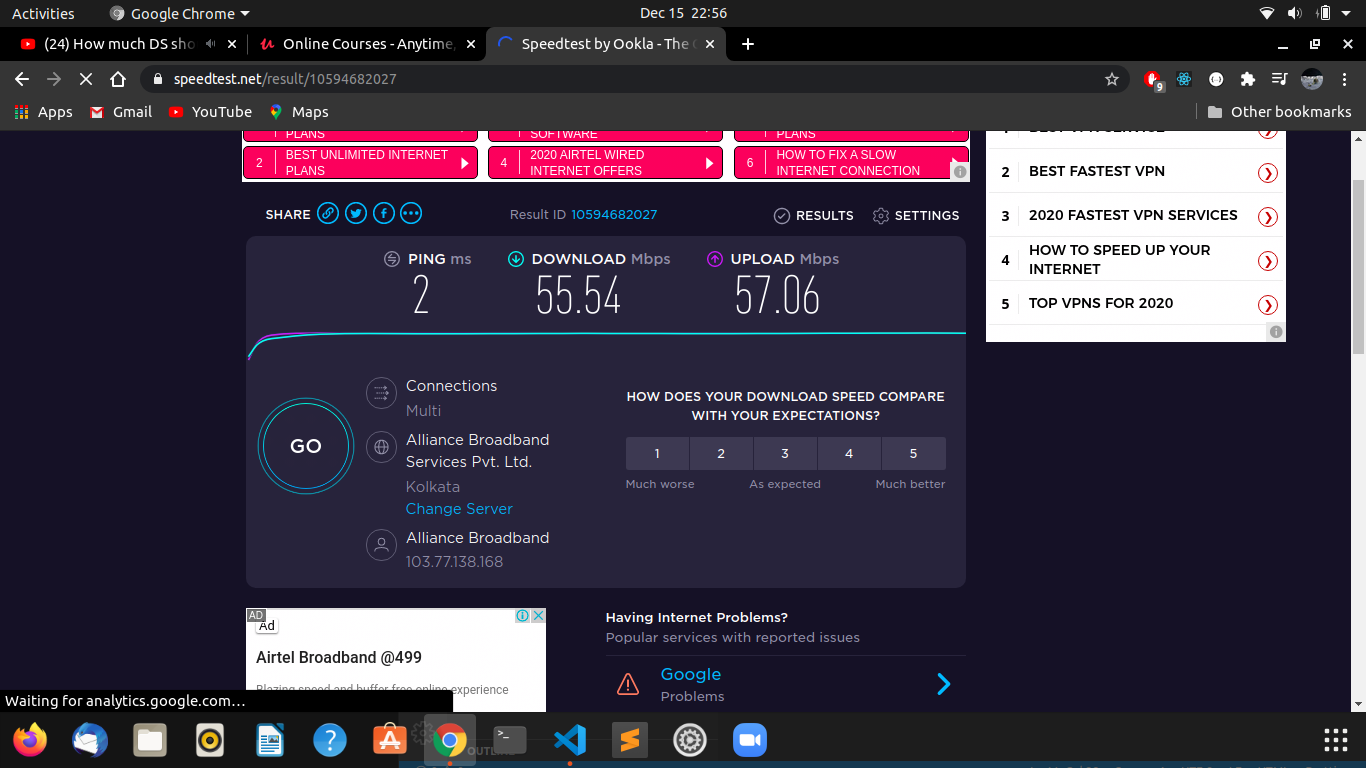 Activities
Google Chrome
Dec 15 22:56
(24) How much DS sho
Online Courses - Anytime,
Speedtest by Ookla - The
speedtest.net/result/10594682027
9
Apps
Gmail
YouTube
Maps
Other bookmarks
PLANS
SOFTWARE
PLANS
2 BEST UNLIMITED INTERNET
PLANS
4 2020 AIRTEL WIRED
INTERNET OFFERS
6 HOW TO FIX A SLOW
INTERNET CONNECTION
BEST VPN SERVICE
2 BEST FASTEST VPN
3 2020 FASTEST VPN SERVICES
4 HOW TO SPEED UP YOUR
INTERNET
5 TOP VPNS FOR 2020
SHARE
Result ID 10594682027
RESULTS
SETTINGS
PING ms
2
DOWNLOAD Mbps
55.54
UPLOAD Mbps
57.06
GO
Connections
Multi
Alliance Broadband
Services Pvt. Ltd.
Kolkata
Change Server
Alliance Broadband
103.77.138.168
HOW DOES YOUR DOWNLOAD SPEED COMPARE
WITH YOUR EXPECTATIONS?
1 2 3 4 5
Much worse
As expected
Much better
AD
Ad
Airtel Broadband @499
Blazing speed and buffer free online experience
Having Internet Problems?
Popular services with reported issues
Google
Problems
Waiting for analytics.google.com...
OUTLINE